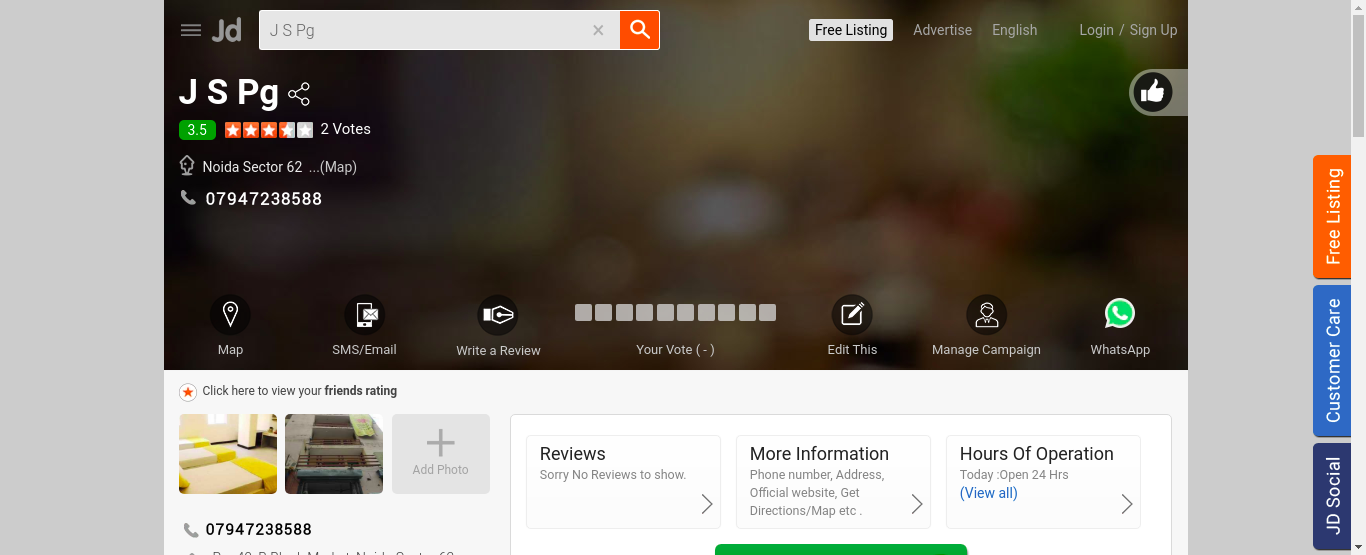 Jd
J S Pg
Free Listing
Advertise
English
Login / Sign Up
J S Pg
3.5
2 Votes
Noida Sector 62 ...(Map)
07947238588
Map
SMS/Email
Write a Review
Your Vote ( - )
Edit This
Manage Campaign
WhatsApp
Free Listing
Customer Care
JD Social
Click here to view your friends rating
Add Photo
07947238588
Reviews
Sorry No Reviews to show.
More Information
Phone number, Address,
Official website, Get
Directions/Map etc .
Hours Of Operation
Today :Open 24 Hrs
(View all)